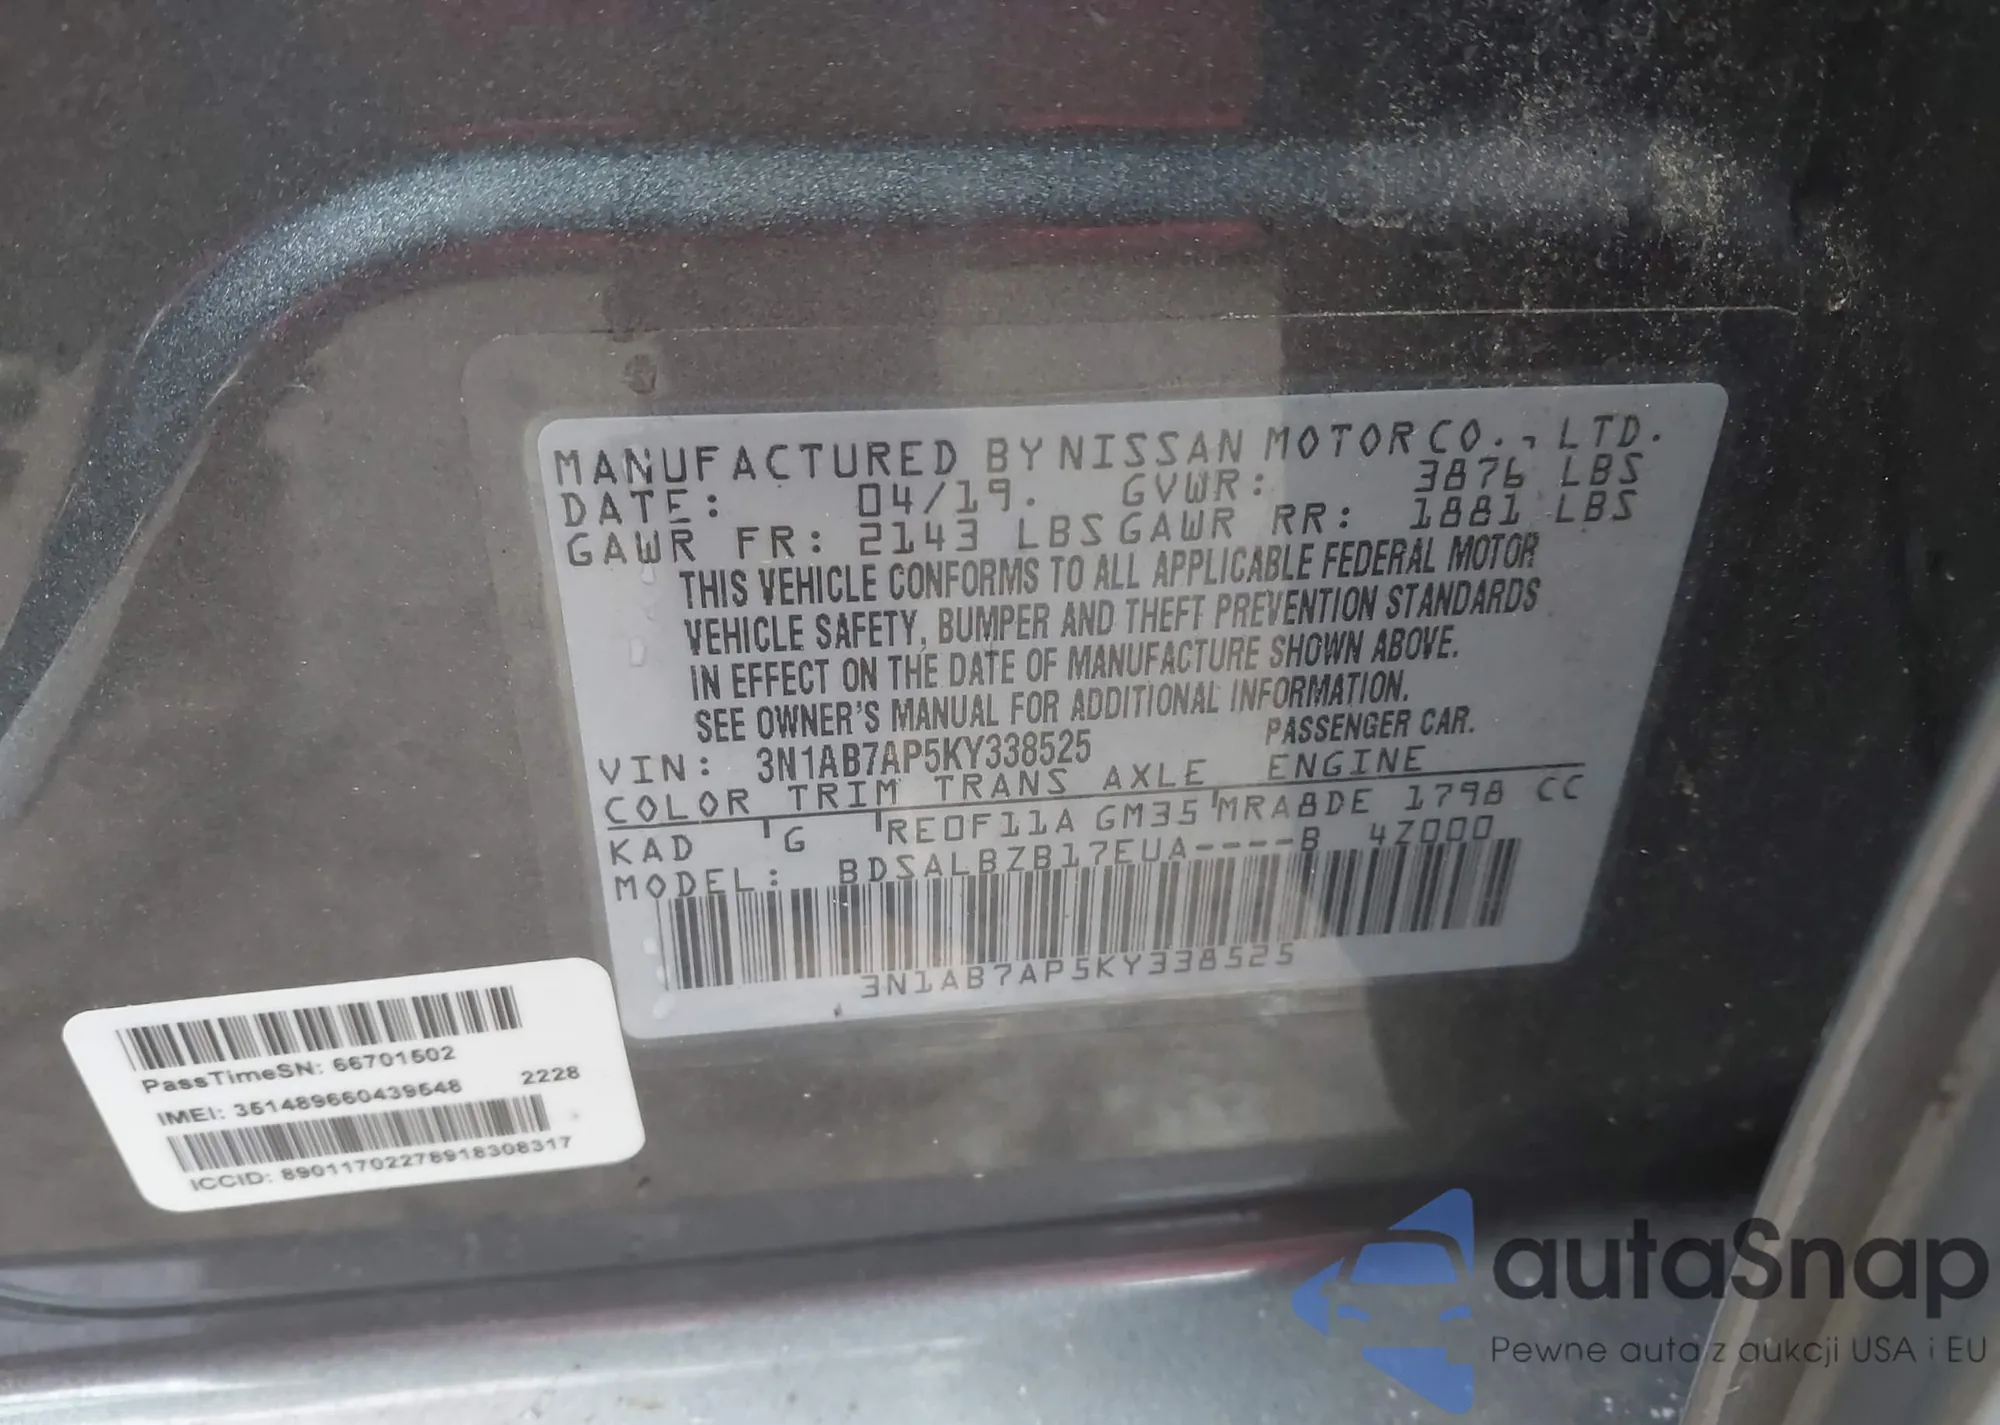 MANUFACTURED BY NISSAN MOTOR CO., LTD.
DATE: 04/19. GVWR: 3876 LBS
GAWR FR: 2143 LBS GAWR RR: 1881 LBS
THIS VEHICLE CONFORMS TO ALL APPLICABLE FEDERAL MOTOR
VEHICLE SAFETY, BUMPER AND THEFT PREVENTION STANDARDS
IN EFFECT ON THE DATE OF MANUFACTURE SHOWN ABOVE.
SEE OWNER'S MANUAL FOR ADDITIONAL INFORMATION.
VIN: 3N1AB7AP5KY338525 PASSENGER CAR.
COLOR TRIM TRANS AXLE ENGINE
KAD G RE0F11A GM35 MRA8DE 1798 CC
MODEL: BDSALBZB17EUA----B 4Z000
3N1AB7AP5KY338525
PassTimeSN: 66701502
IMEI: 351489660439548 2228
ICCID: 89011702278918308317
autoSnap
Pewne auta z aukcji USA i EU